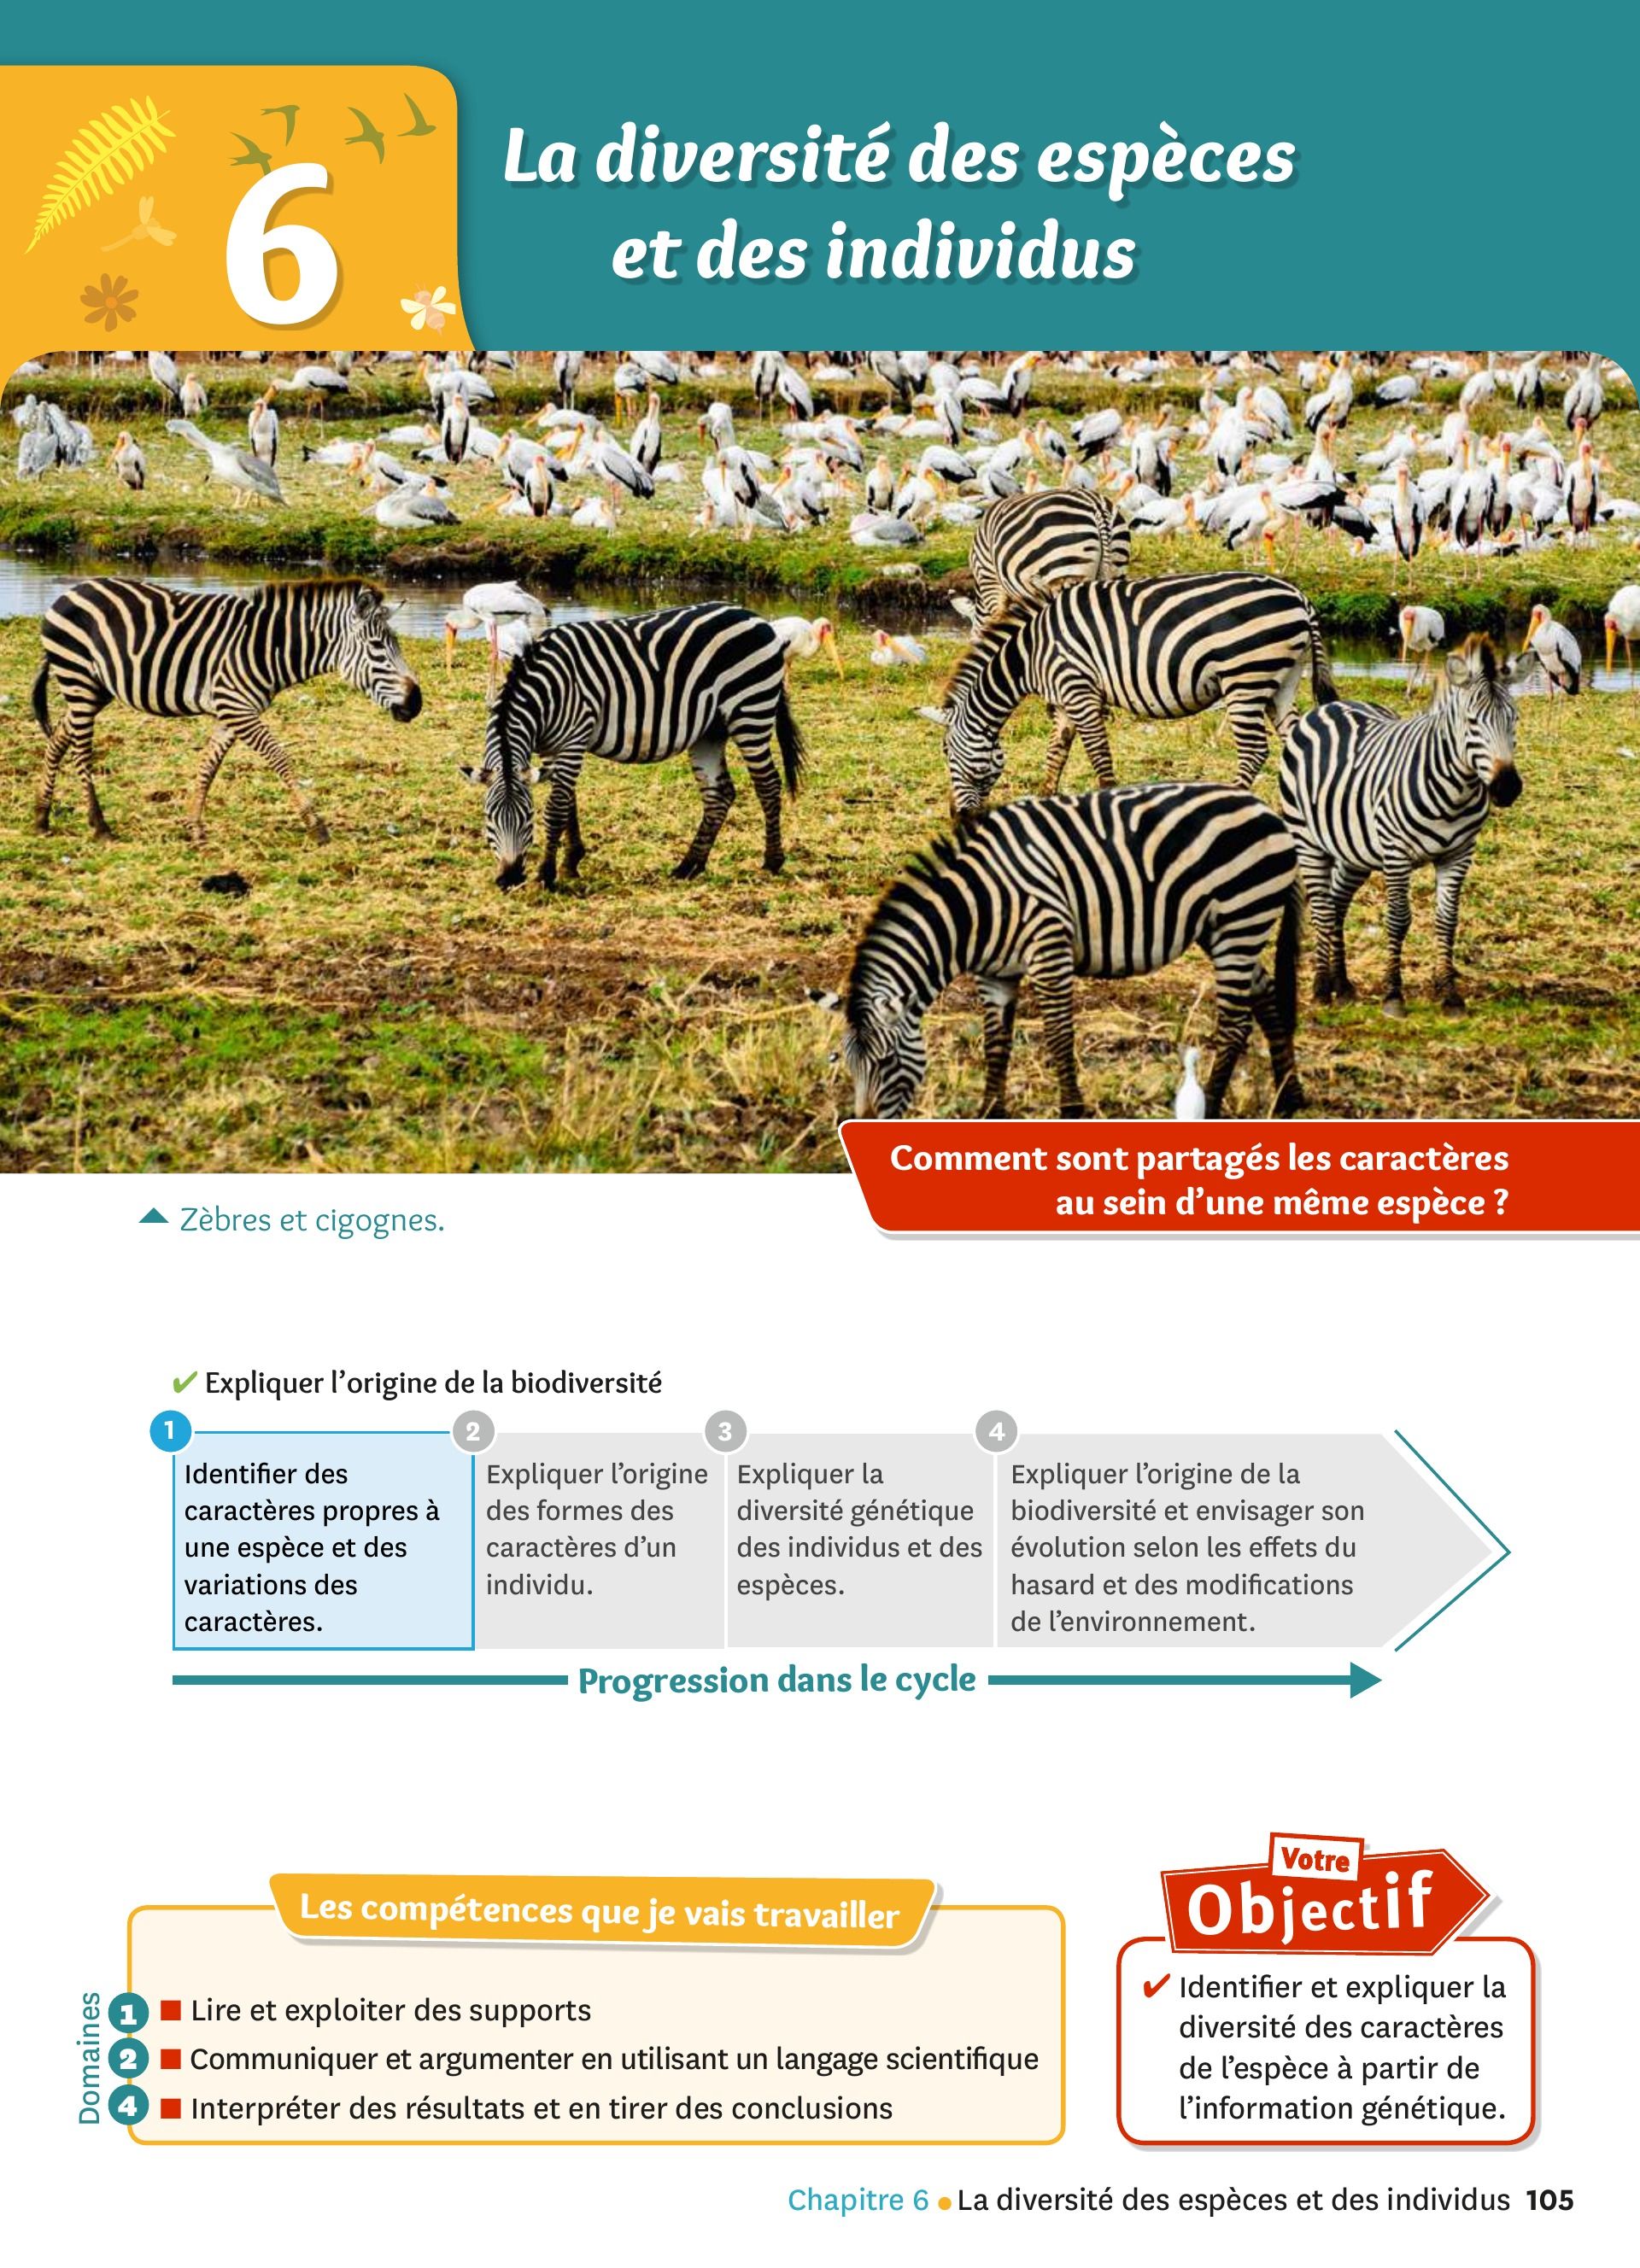 6
La diversité des espèces
et des individus
Comment sont partagés les caractères
au sein d'une même espèce ?
Zèbres et cigognes.
✔ Expliquer l'origine de la biodiversité
1
Identifier des
caractères propres à
une espèce et des
variations des
caractères.
2
Expliquer l'origine
des formes des
caractères d'un
individu.
3
Expliquer la
diversité génétique
des individus et des
espèces.
4
Expliquer l'origine de la
biodiversité et envisager son
évolution selon les effets du
hasard et des modifications
de l'environnement.
Progression dans le cycle
Les compétences que je vais travailler
Domaines
1 ■ Lire et exploiter des supports
2 ■ Communiquer et argumenter en utilisant un langage scientifique
4 ■ Interpréter des résultats et en tirer des conclusions
Votre
Objectif
✔ Identifier et expliquer la
diversité des caractères
de l'espèce à partir de
l'information génétique.
Chapitre 6 • La diversité des espèces et des individus 105